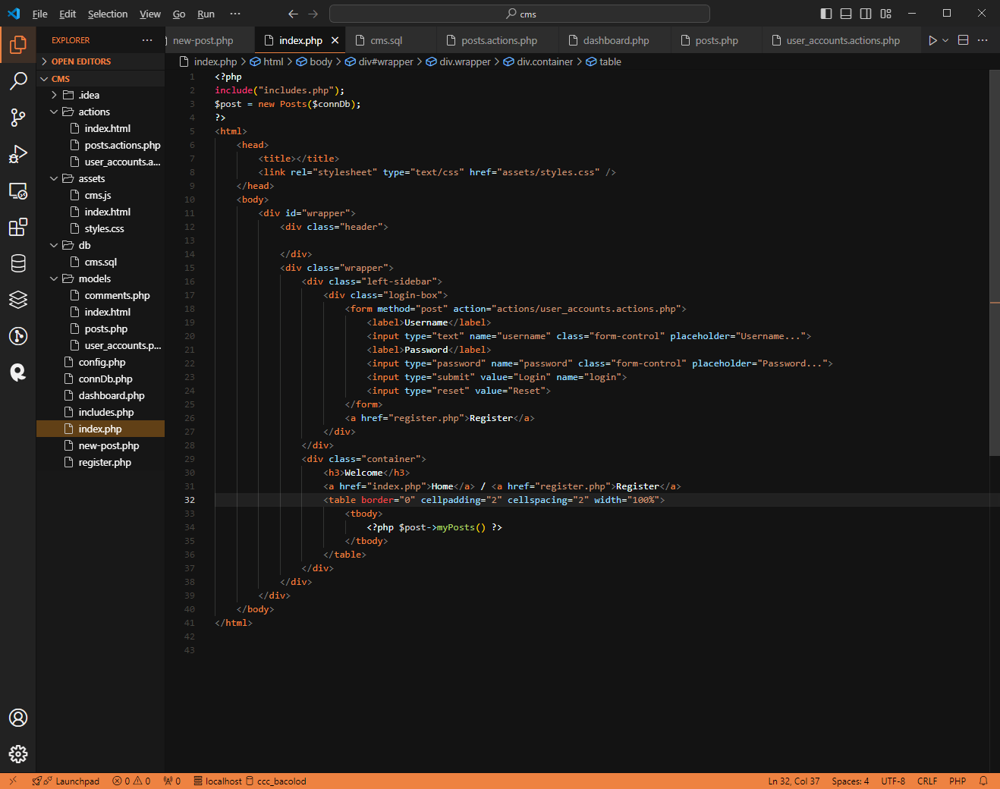 File Edit Selection View Go Run ··· cms
EXPLORER ···
new-post.php index.php cms.sql posts.actions.php dashboard.php posts.php user_accounts.actions.php ···
index.php > html > body > div#wrapper > div.wrapper > div.container > table
OPEN EDITORS
CMS
.idea
actions
index.html
posts.actions.php
user_accounts.a...
assets
cms.js
index.html
styles.css
db
cms.sql
models
comments.php
index.html
posts.php
user_accounts.p...
config.php
connDb.php
dashboard.php
includes.php
index.php
new-post.php
register.php
1 <?php
2 include("includes.php");
3 $post = new Posts($connDb);
4 ?>
5 <html>
6 <head>
7 <title></title>
8 <link rel="stylesheet" type="text/css" href="assets/styles.css" />
9 </head>
10 <body>
11 <div id="wrapper">
12 <div class="header">
13
14 </div>
15 <div class="wrapper">
16 <div class="left-sidebar">
17 <div class="login-box">
18 <form method="post" action="actions/user_accounts.actions.php">
19 <label>Username</label>
20 <input type="text" name="username" class="form-control" placeholder="Username...">
21 <label>Password</label>
22 <input type="password" name="password" class="form-control" placeholder="Password...">
23 <input type="submit" value="Login" name="login">
24 <input type="reset" value="Reset">
25 </form>
26 <a href="register.php">Register</a>
27 </div>
28 </div>
29 <div class="container">
30 <h3>Welcome</h3>
31 <a href="index.php">Home</a> / <a href="register.php">Register</a>
32 <table border="0" cellpadding="2" cellspacing="2" width="100%">
33 <tbody>
34 <?php $post->myPosts() ?>
35 </tbody>
36 </table>
37 </div>
38 </div>
39 </div>
40 </body>
41 </html>
42
43
Launchpad 0 0 0 localhost ccc_bacolod Ln 32, Col 37 Spaces: 4 UTF-8 CRLF PHP